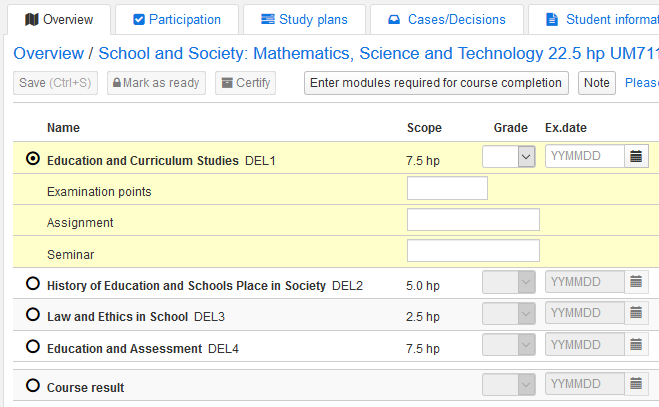 Overview Participation Study plans Cases/Decisions Student informat
Overview / School and Society: Mathematics, Science and Technology 22.5 hp UM711
Save (Ctrl+S) Mark as ready Certify Enter modules required for course completion Note Please
Name Scope Grade Ex.date
Education and Curriculum Studies DEL1 7.5 hp YYMMDD
Examination points
Assignment
Seminar
History of Education and Schools Place in Society DEL2 5.0 hp YYMMDD
Law and Ethics in School DEL3 2.5 hp YYMMDD
Education and Assessment DEL4 7.5 hp YYMMDD
Course result YYMMDD